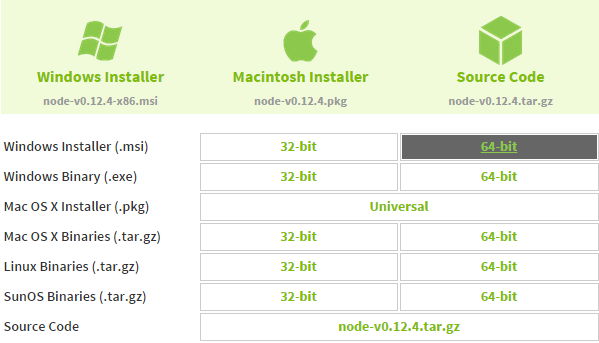 Windows Installer Macintosh Installer Source Code
node-v0.12.4-x86.msi node-v0.12.4.pkg node-v0.12.4.tar.gz
Windows Installer (.msi) 32-bit 64-bit
Windows Binary (.exe) 32-bit 64-bit
Mac OS X Installer (.pkg) Universal
Mac OS X Binaries (.tar.gz) 32-bit 64-bit
Linux Binaries (.tar.gz) 32-bit 64-bit
SunOS Binaries (.tar.gz) 32-bit 64-bit
Source Code node-v0.12.4.tar.gz